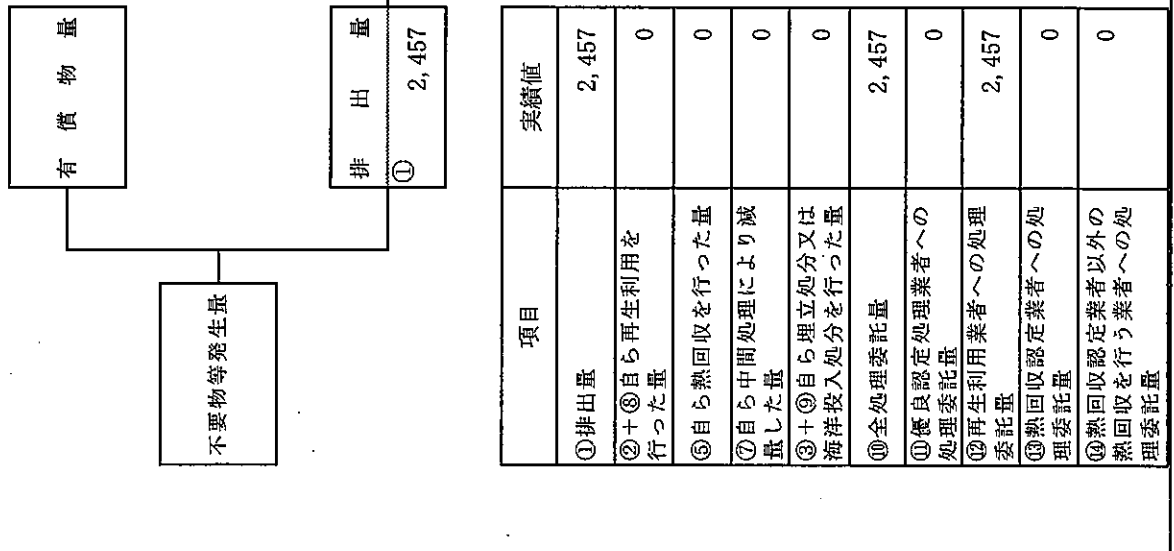 有償物量
不要物等発生量
排出量
①
2,457
項目
実績値
①排出量
2,457
②+⑧自ら再生利用を
行った量
0
⑤自ら熱回収を行った量
0
⑦自ら中間処理により減
量した量
0
③+⑨自ら埋立処分又は
海洋投入処分を行った量
0
⑩全処理委託量
2,457
⑪優良認定処理業者への
処理委託量
0
⑫再生利用業者への処理
委託量
2,457
⑬熱回収認定業者への処
理委託量
0
⑭熱回収認定業者以外の
熱回収を行う業者への処
理委託量
0